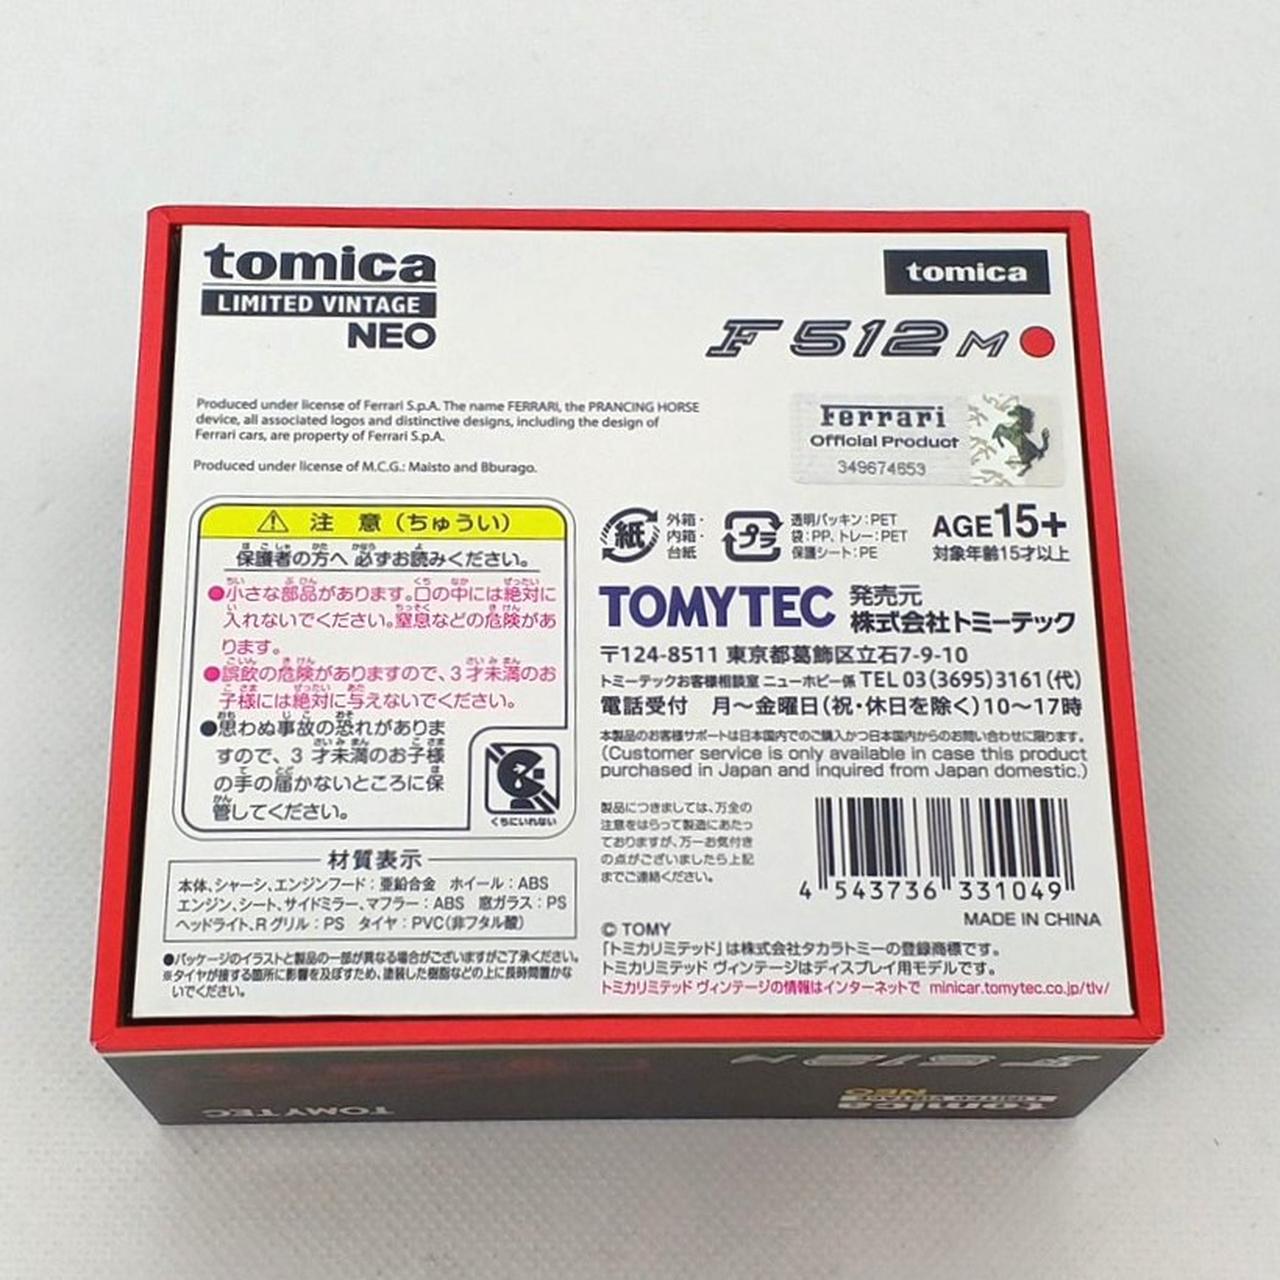 tomica
LIMITED VINTAGE
NEO
tomica
F512M
Produced under license of Ferrari S.p.A. The name FERRARI, the PRANCING HORSE
device, all associated logos and distinctive designs, including the design of
Ferrari cars, are property of Ferrari S.p.A.
Produced under license of M.C.G.: Maisto and Bburago.
Ferrari
Official Product
349674653
注 意（ちゅうい）
保護者の方へ 必ずお読みください。
●小さな部品があります。口の中には絶対に
入れないでください。窒息などの危険があ
ります。
●誤飲の危険がありますので、3才未満のお
子様には絶対に与えないでください。
●思わぬ事故の恐れがありま
すので、3才未満のお子様
の手の届かないところに保
管してください。
くちにいれない
材質表示
本体、シャーシ、エンジンフード：亜鉛合金　ホイール：ABS
エンジン、シート、サイドミラー、マフラー：ABS　窓ガラス：PS
ヘッドライト、Rグリル：PS　タイヤ：PVC(非フタル酸)
●パッケージのイラストと製品の一部が異なる場合がございますがご了承ください。
※タイヤが接する箇所に影響を及ぼすため、塗装した樹脂などの上に長時間置かな
いでください。
紙
外箱・
内箱・
台紙
プラ
透明パッキン：PET
袋：PP、トレー：PET
保護シート：PE
AGE15+
対象年齢15才以上
TOMYTEC
発売元
株式会社トミーテック
〒124-8511 東京都葛飾区立石7-9-10
トミーテックお客様相談室 ニューホビー係 TEL 03(3695)3161(代)
電話受付　月～金曜日(祝・休日を除く)10～17時
本製品のお客様サポートは日本国内でのご購入かつ日本国内からのお問い合わせに限ります。
(Customer service is only available in case this product
purchased in Japan and inquired from Japan domestic.)
製品につきましては、万全の
注意をはらって製造にあたっ
ておりますが、万一お気付き
の点がございましたら上記
までご連絡ください。
4 543736 331049
MADE IN CHINA
© TOMY
「トミカリミテッド」は株式会社タカラトミーの登録商標です。
トミカリミテッド ヴィンテージはディスプレイ用モデルです。
トミカリミテッド ヴィンテージの情報はインターネットで minicar.tomytec.co.jp/tlv/
F512M
tomica
LIMITED VINTAGE
NEO
TOMYTEC